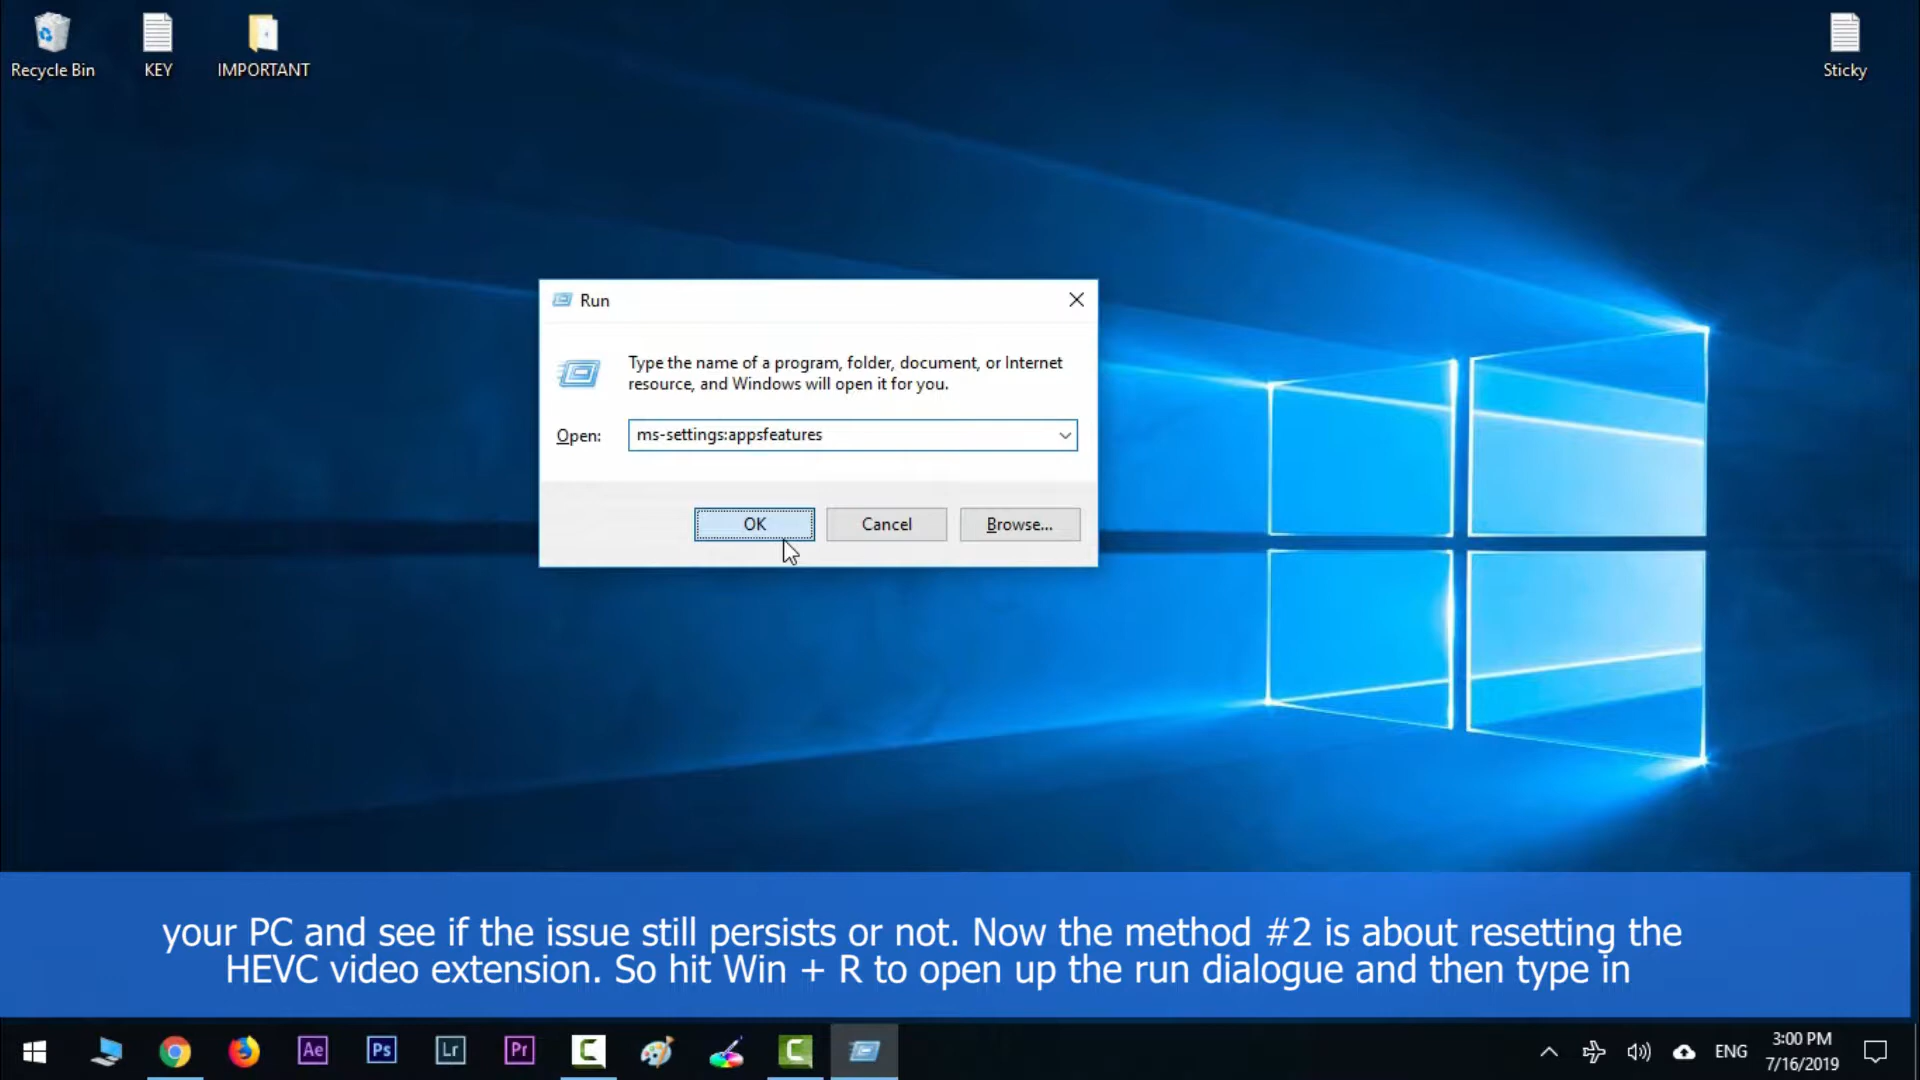 Recycle Bin
KEY
IMPORTANT
Sticky
Run
Type the name of a program, folder, document, or Internet
resource, and Windows will open it for you.
Open:
ms-settings:appsfeatures
OK
Cancel
Browse...
your PC and see if the issue still persists or not. Now the method #2 is about resetting the
HEVC video extension. So hit Win + R to open up the run dialogue and then type in
Ae
Ps
Lr
Pr
ENG
3:00 PM
7/16/2019